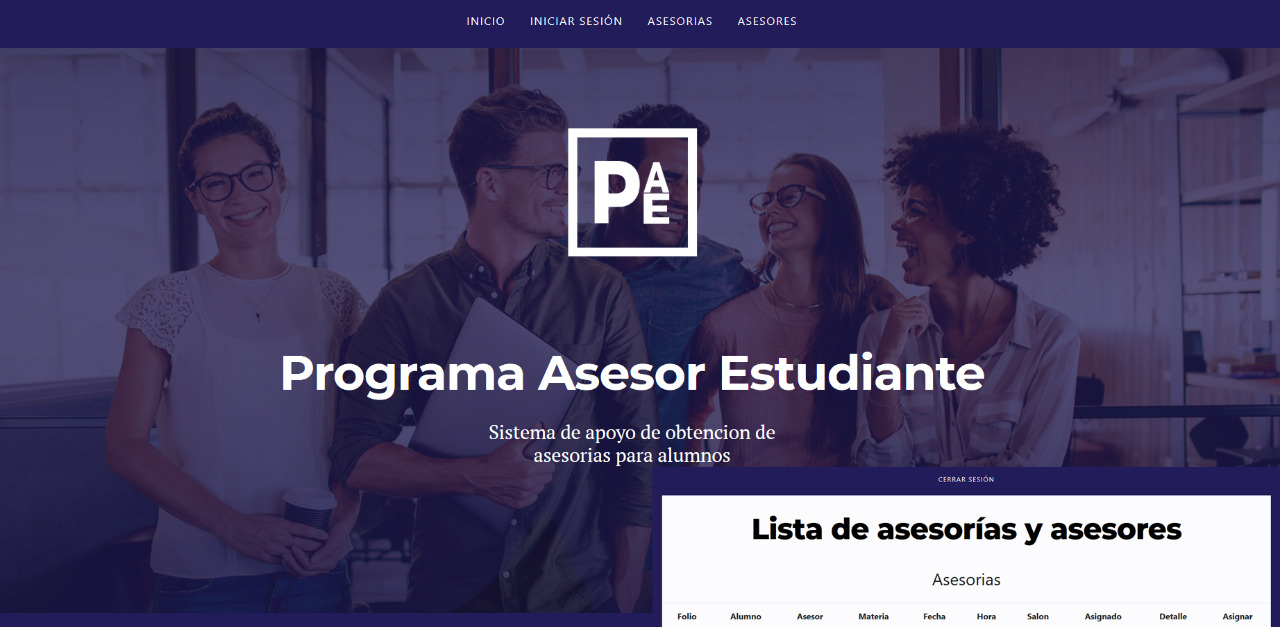 INICIO INICIAR SESIÓN ASESORIAS ASESORES
PAE
Programa Asesor Estudiante
Sistema de apoyo de obtencion de
asesorias para alumnos
CERRAR SESIÓN
Lista de asesorías y asesores
Asesorias
Folio Alumno Asesor Materia Fecha Hora Salon Asignado Detalle Asignar